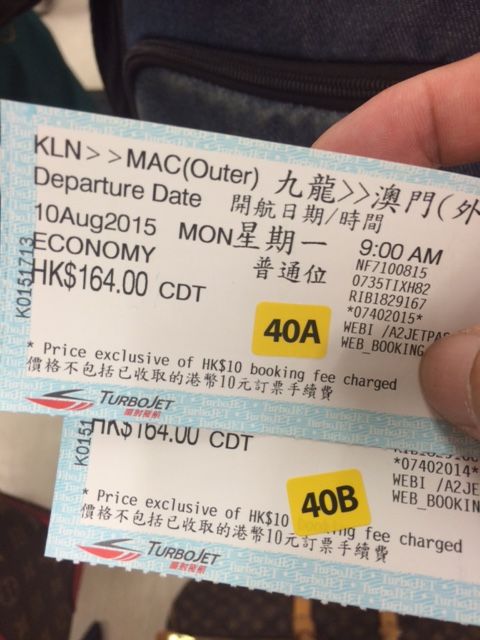 KLN>>MAC(Outer) 九龍>>澳門(外
Departure Date 開航日期/時間
10Aug2015 MON星期一 9:00 AM
ECONOMY 普通位
HK$164.00 CDT
NF7100815
0735TIXH82
RIB1829167
*07402015*
WEBI /A2JETPAS
WEB_BOOKING
40A
* Price exclusive of HK$10 booking fee charged
價格不包括已收取的港幣10元訂票手續費
K0151713
TURBOJET
噴射飛航
K0151
HK$164.00 CDT
*07402014*
WEBI /A2JE
WEB_BOOKIN
40B
* Price exclusive of HK$10 booking fee charged
價格不包括已收取的港幣10元訂票手續費
TURBOJET
噴射飛航